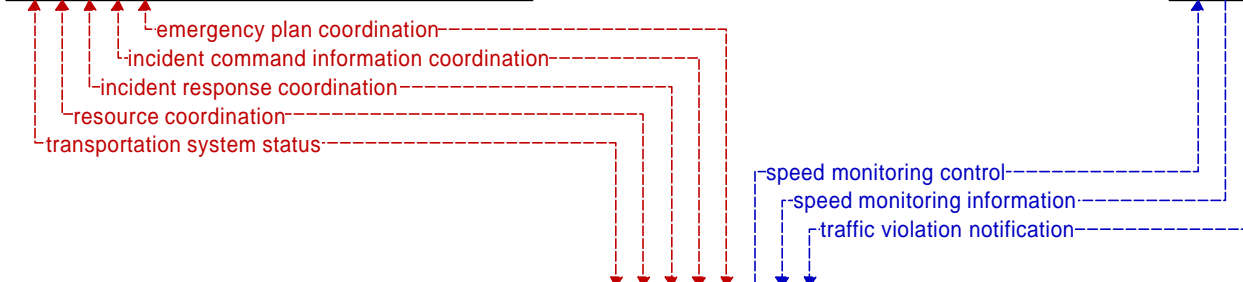 emergency plan coordination
incident command information coordination
incident response coordination
resource coordination
transportation system status
speed monitoring control
speed monitoring information
traffic violation notification